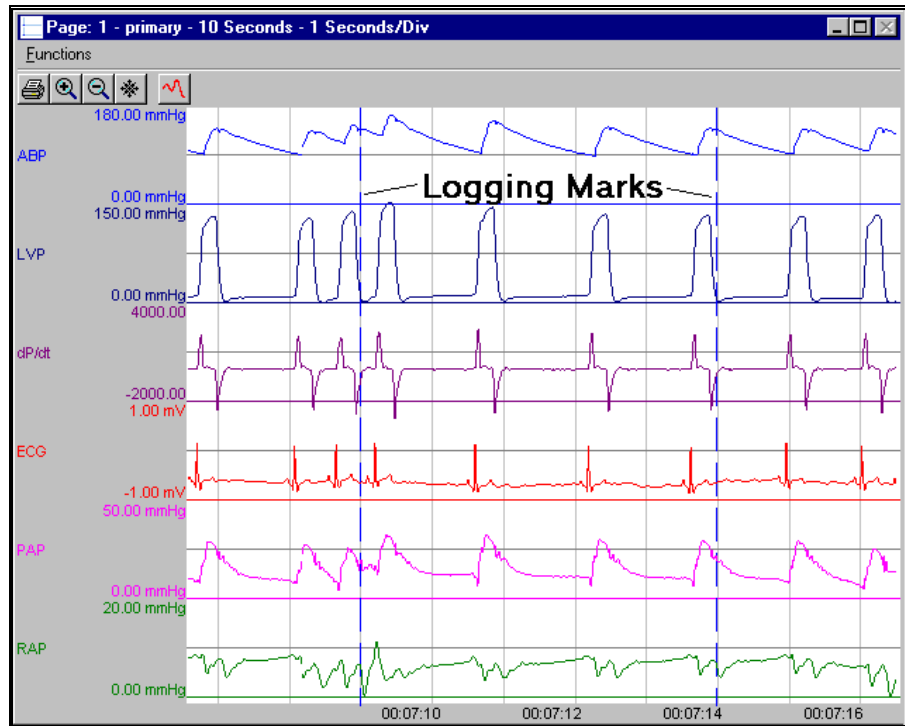 Page: 1 - primary - 10 Seconds - 1 Seconds/Div
Functions
180.00 mmHg
ABP
0.00 mmHg
Logging Marks
150.00 mmHg
LVP
0.00 mmHg
4000.00
dP/dt
-2000.00
1.00 mV
ECG
-1.00 mV
50.00 mmHg
PAP
0.00 mmHg
20.00 mmHg
RAP
0.00 mmHg
00:07:10 00:07:12 00:07:14 00:07:16